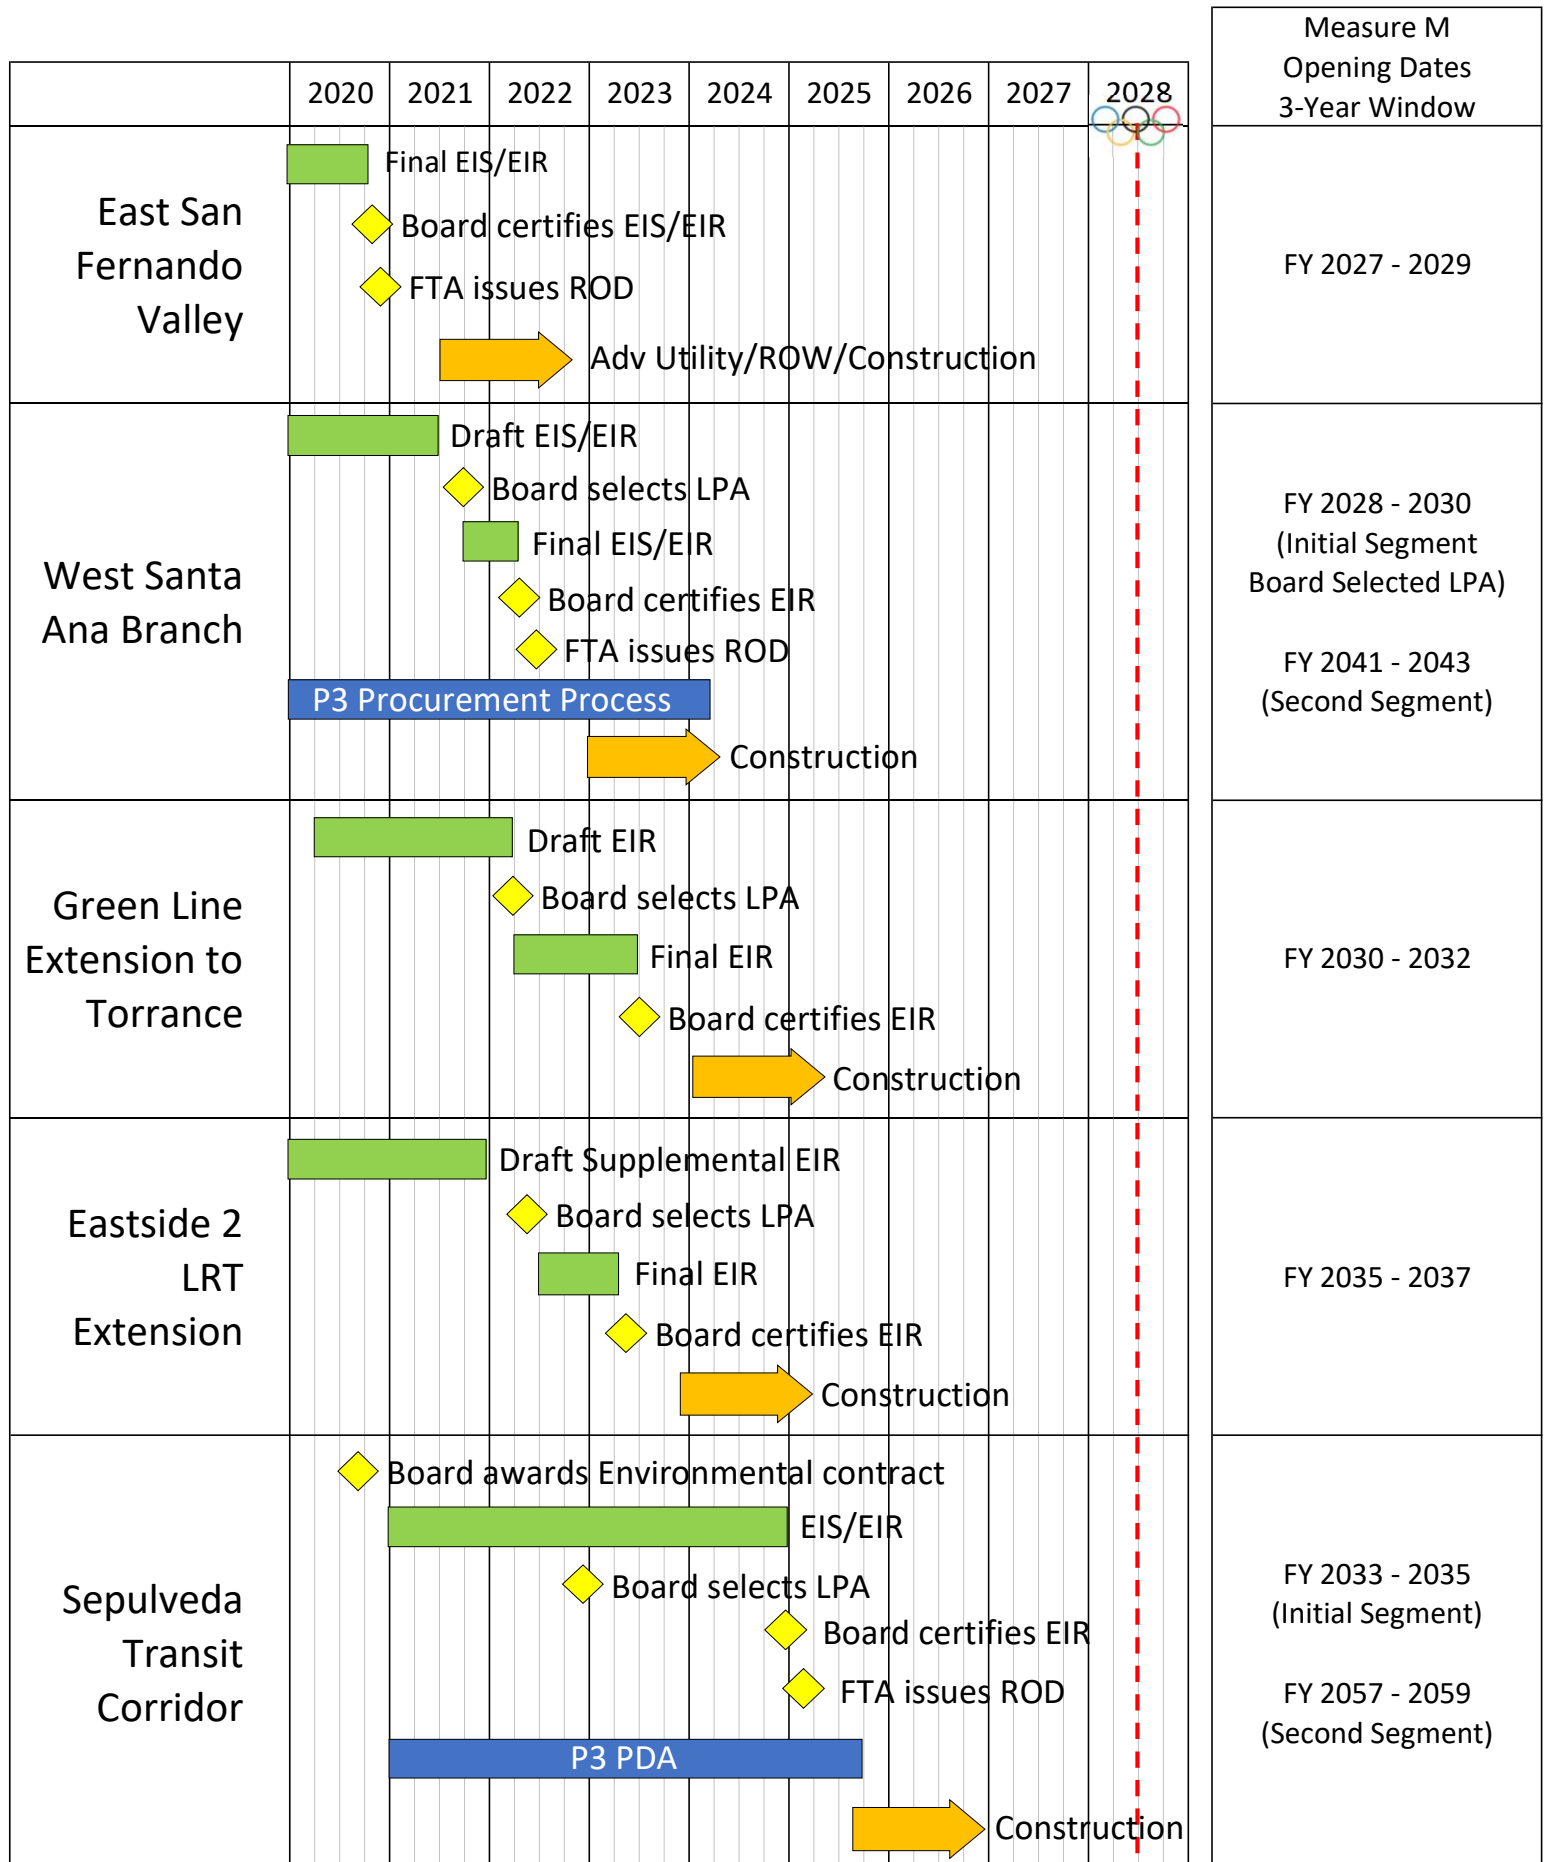 Measure M
Opening Dates
3-Year Window
2020 2021 2022 2023 2024 2025 2026 2027 2028
East San
Fernando
Valley
Final EIS/EIR
Board certifies EIS/EIR
FTA issues ROD
Adv Utility/ROW/Construction
FY 2027 - 2029
West Santa
Ana Branch
Draft EIS/EIR
Board selects LPA
Final EIS/EIR
Board certifies EIR
FTA issues ROD
P3 Procurement Process
Construction
FY 2028 - 2030
(Initial Segment
Board Selected LPA)
FY 2041 - 2043
(Second Segment)
Green Line
Extension to
Torrance
Draft EIR
Board selects LPA
Final EIR
Board certifies EIR
Construction
FY 2030 - 2032
Eastside 2
LRT
Extension
Draft Supplemental EIR
Board selects LPA
Final EIR
Board certifies EIR
Construction
FY 2035 - 2037
Sepulveda
Transit
Corridor
Board awards Environmental contract
EIS/EIR
Board selects LPA
Board certifies EIR
FTA issues ROD
P3 PDA
Construction
FY 2033 - 2035
(Initial Segment)
FY 2057 - 2059
(Second Segment)